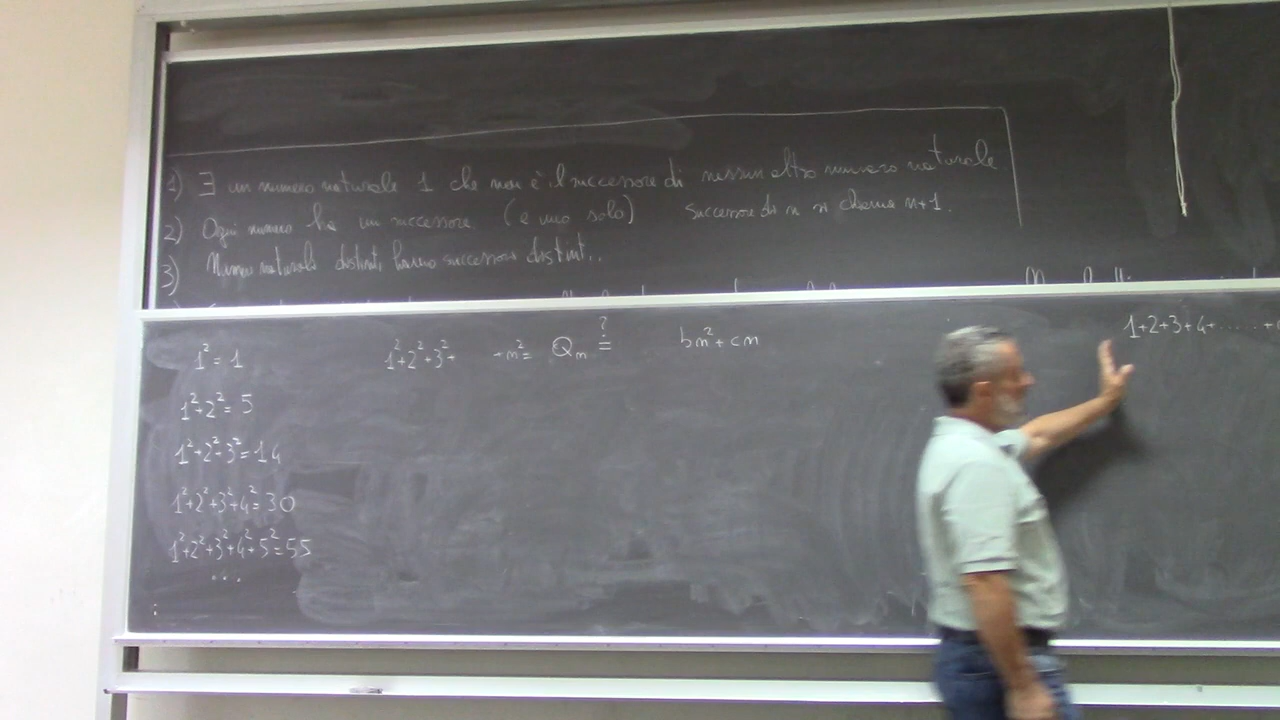 1) ∃ un numero naturale 1 che non è il successore di nessun altro numero naturale
2) Ogni numero ha un successore (e uno solo) successore di n si chiama n+1.
3) Numeri naturali distinti hanno successori distinti.
1² = 1
1²+2² = 5
1²+2²+3² = 14
1²+2²+3²+4² = 30
1²+2²+3²+4²+5² = 55
...
1²+2²+3²+ +n² = Qn ?= bn²+cn
1+2+3+4+.....+